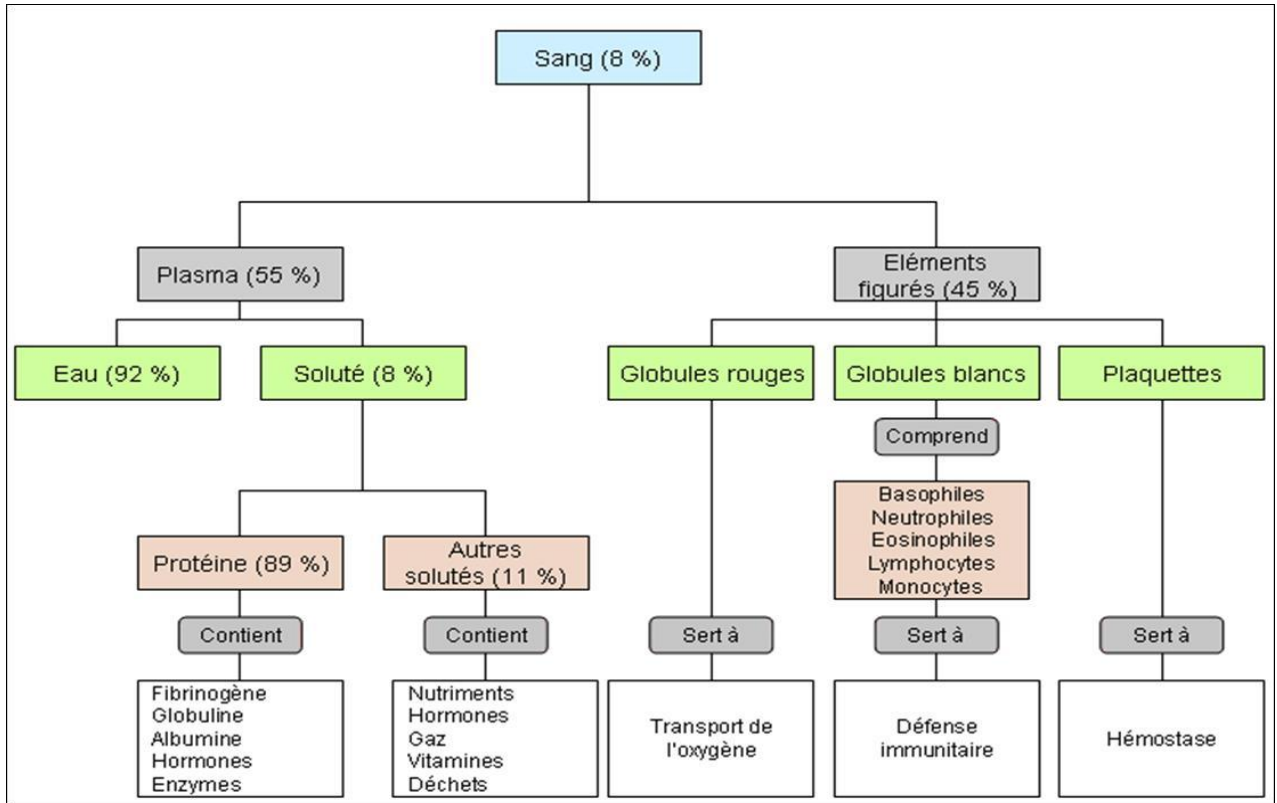 Sang (8 %)
Plasma (55 %)
Eléments
figurés (45 %)
Eau (92 %)
Soluté (8 %)
Globules rouges
Globules blancs
Plaquettes
Comprend
Basophiles
Neutrophiles
Eosinophiles
Lymphocytes
Monocytes
Protéine (89 %)
Autres
solutés (11 %)
Contient
Contient
Sert à
Sert à
Sert à
Fibrinogène
Globuline
Albumine
Hormones
Enzymes
Nutriments
Hormones
Gaz
Vitamines
Déchets
Transport de
l'oxygène
Défense
immunitaire
Hémostase